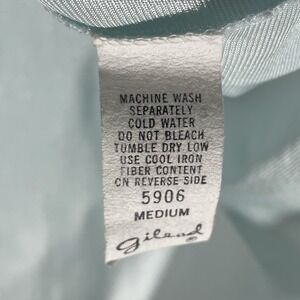 MACHINE WASH
SEPARATELY
COLD WATER
DO NOT BLEACH
TUMBLE DRY LOW
USE COOL IRON
FIBER CONTENT
ON REVERSE SIDE
5906
MEDIUM
gilead
®